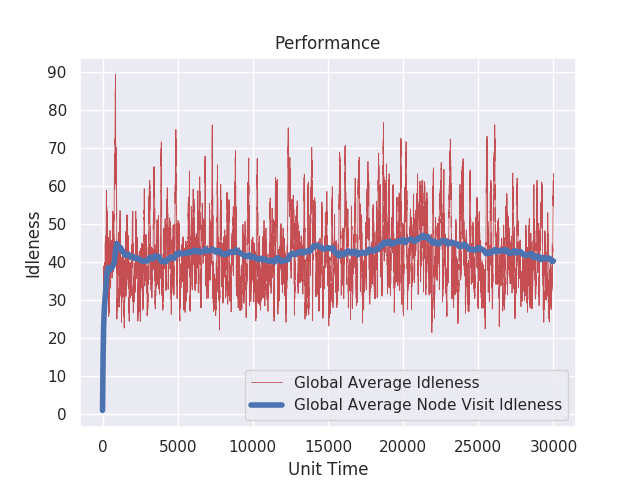 Performance
90
80
70
60
50
40
30
20
10
0
Idleness
Global Average Idleness
Global Average Node Visit Idleness
0 5000 10000 15000 20000 25000 30000
Unit Time